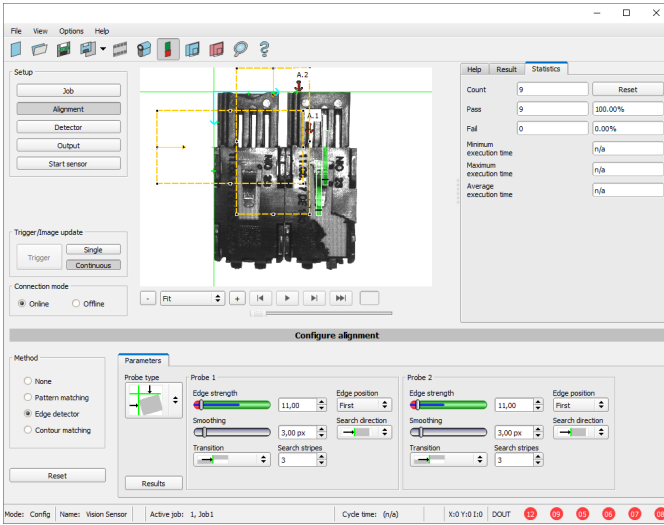 File View Options Help
Setup
Job
Alignment
Detector
Output
Start sensor
Trigger/Image update
Trigger
Single
Continuous
Connection mode
Online Offline
A.2
A.1
- Fit +
Help Result Statistics
Count 9 Reset
Pass 9 100.00%
Fail 0 0.00%
Minimum
execution time n/a
Maximum
execution time n/a
Average
execution time n/a
Configure alignment
Method
None
Pattern matching
Edge detector
Contour matching
Reset
Parameters
Probe type
Results
Probe 1
Edge strength Edge position
11,00 First
Smoothing Search direction
3,00 px
Transition Search stripes
3
Probe 2
Edge strength Edge position
11,00 First
Smoothing Search direction
3,00 px
Transition Search stripes
3
Mode: Config Name: Vision Sensor Active job: 1, Job1 Cycle time: (n/a) X:0 Y:0 I:0 DOUT 12 09 05 06 07 08